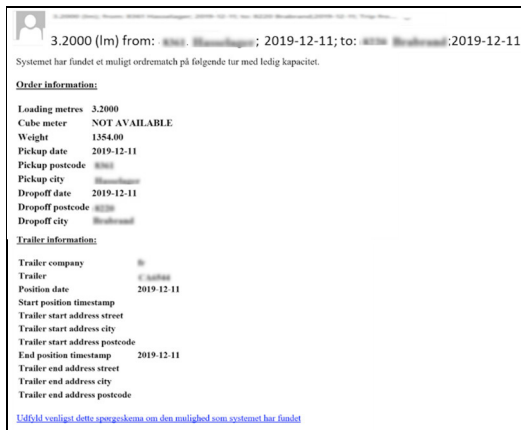 3.2000 (lm) from: ; 2019-12-11; to: :2019-12-11
Systemet har fundet et muligt ordrematch på følgende tur med ledig kapacitet.
Order information:
Loading metres 3.2000
Cube meter NOT AVAILABLE
Weight 1354.00
Pickup date 2019-12-11
Pickup postcode
Pickup city
Dropoff date 2019-12-11
Dropoff postcode
Dropoff city
Trailer information:
Trailer company
Trailer
Position date 2019-12-11
Start position timestamp
Trailer start address street
Trailer start address city
Trailer start address postcode
End position timestamp 2019-12-11
Trailer end address street
Trailer end address city
Trailer end address postcode
Udfyld venligst dette spørgeskema om den mulighed som systemet har fundet